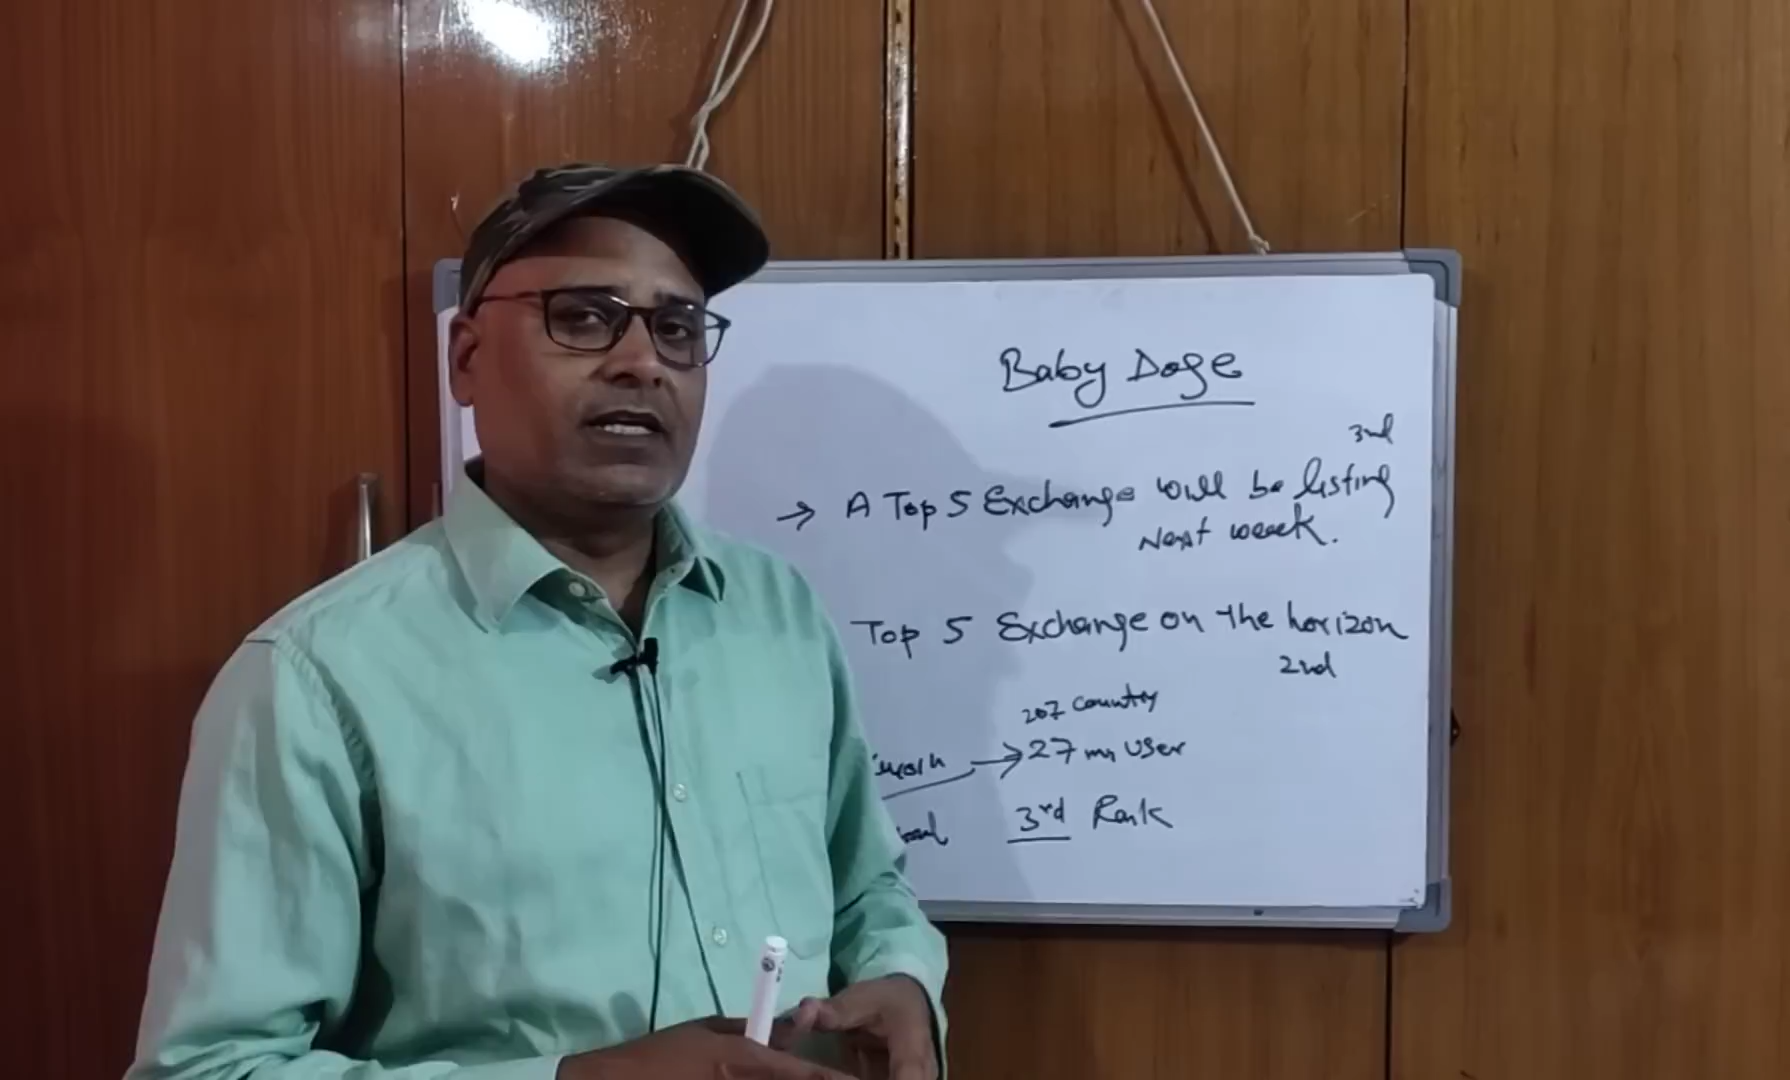 Baby Doge
3nd
→ A Top 5 Exchange will be listing
Next week.
Top 5 Exchange on the horizon
2nd
207 country
→ 27 mn user
3rd Rank